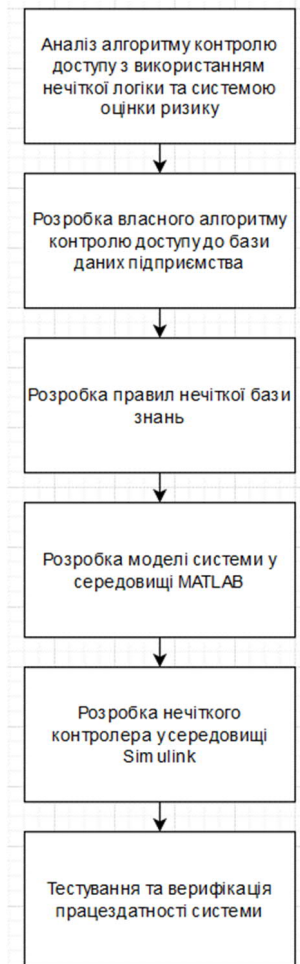 Аналіз алгоритму контролю
доступу з використанням
нечіткої логіки та системою
оцінки ризику
Розробка власного алгоритму
контролю доступу до бази
даних підприємства
Розробка правил нечіткої бази
знань
Розробка моделі системи у
середовищі MATLAB
Розробка нечіткого
контролера у середовищі
Simulink
Тестування та верифікація
працездатності системи